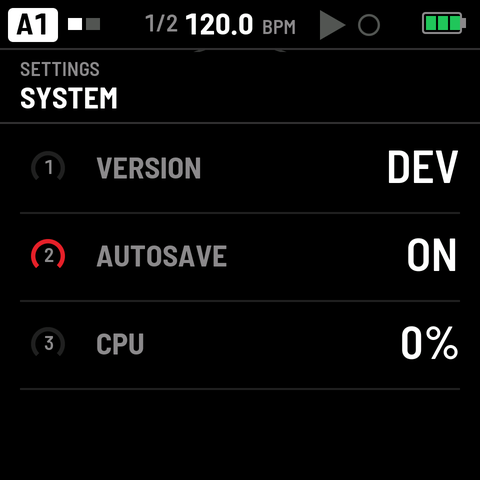 A1 1/2 120.0 BPM
SETTINGS
SYSTEM
1 VERSION DEV
2 AUTOSAVE ON
3 CPU 0%